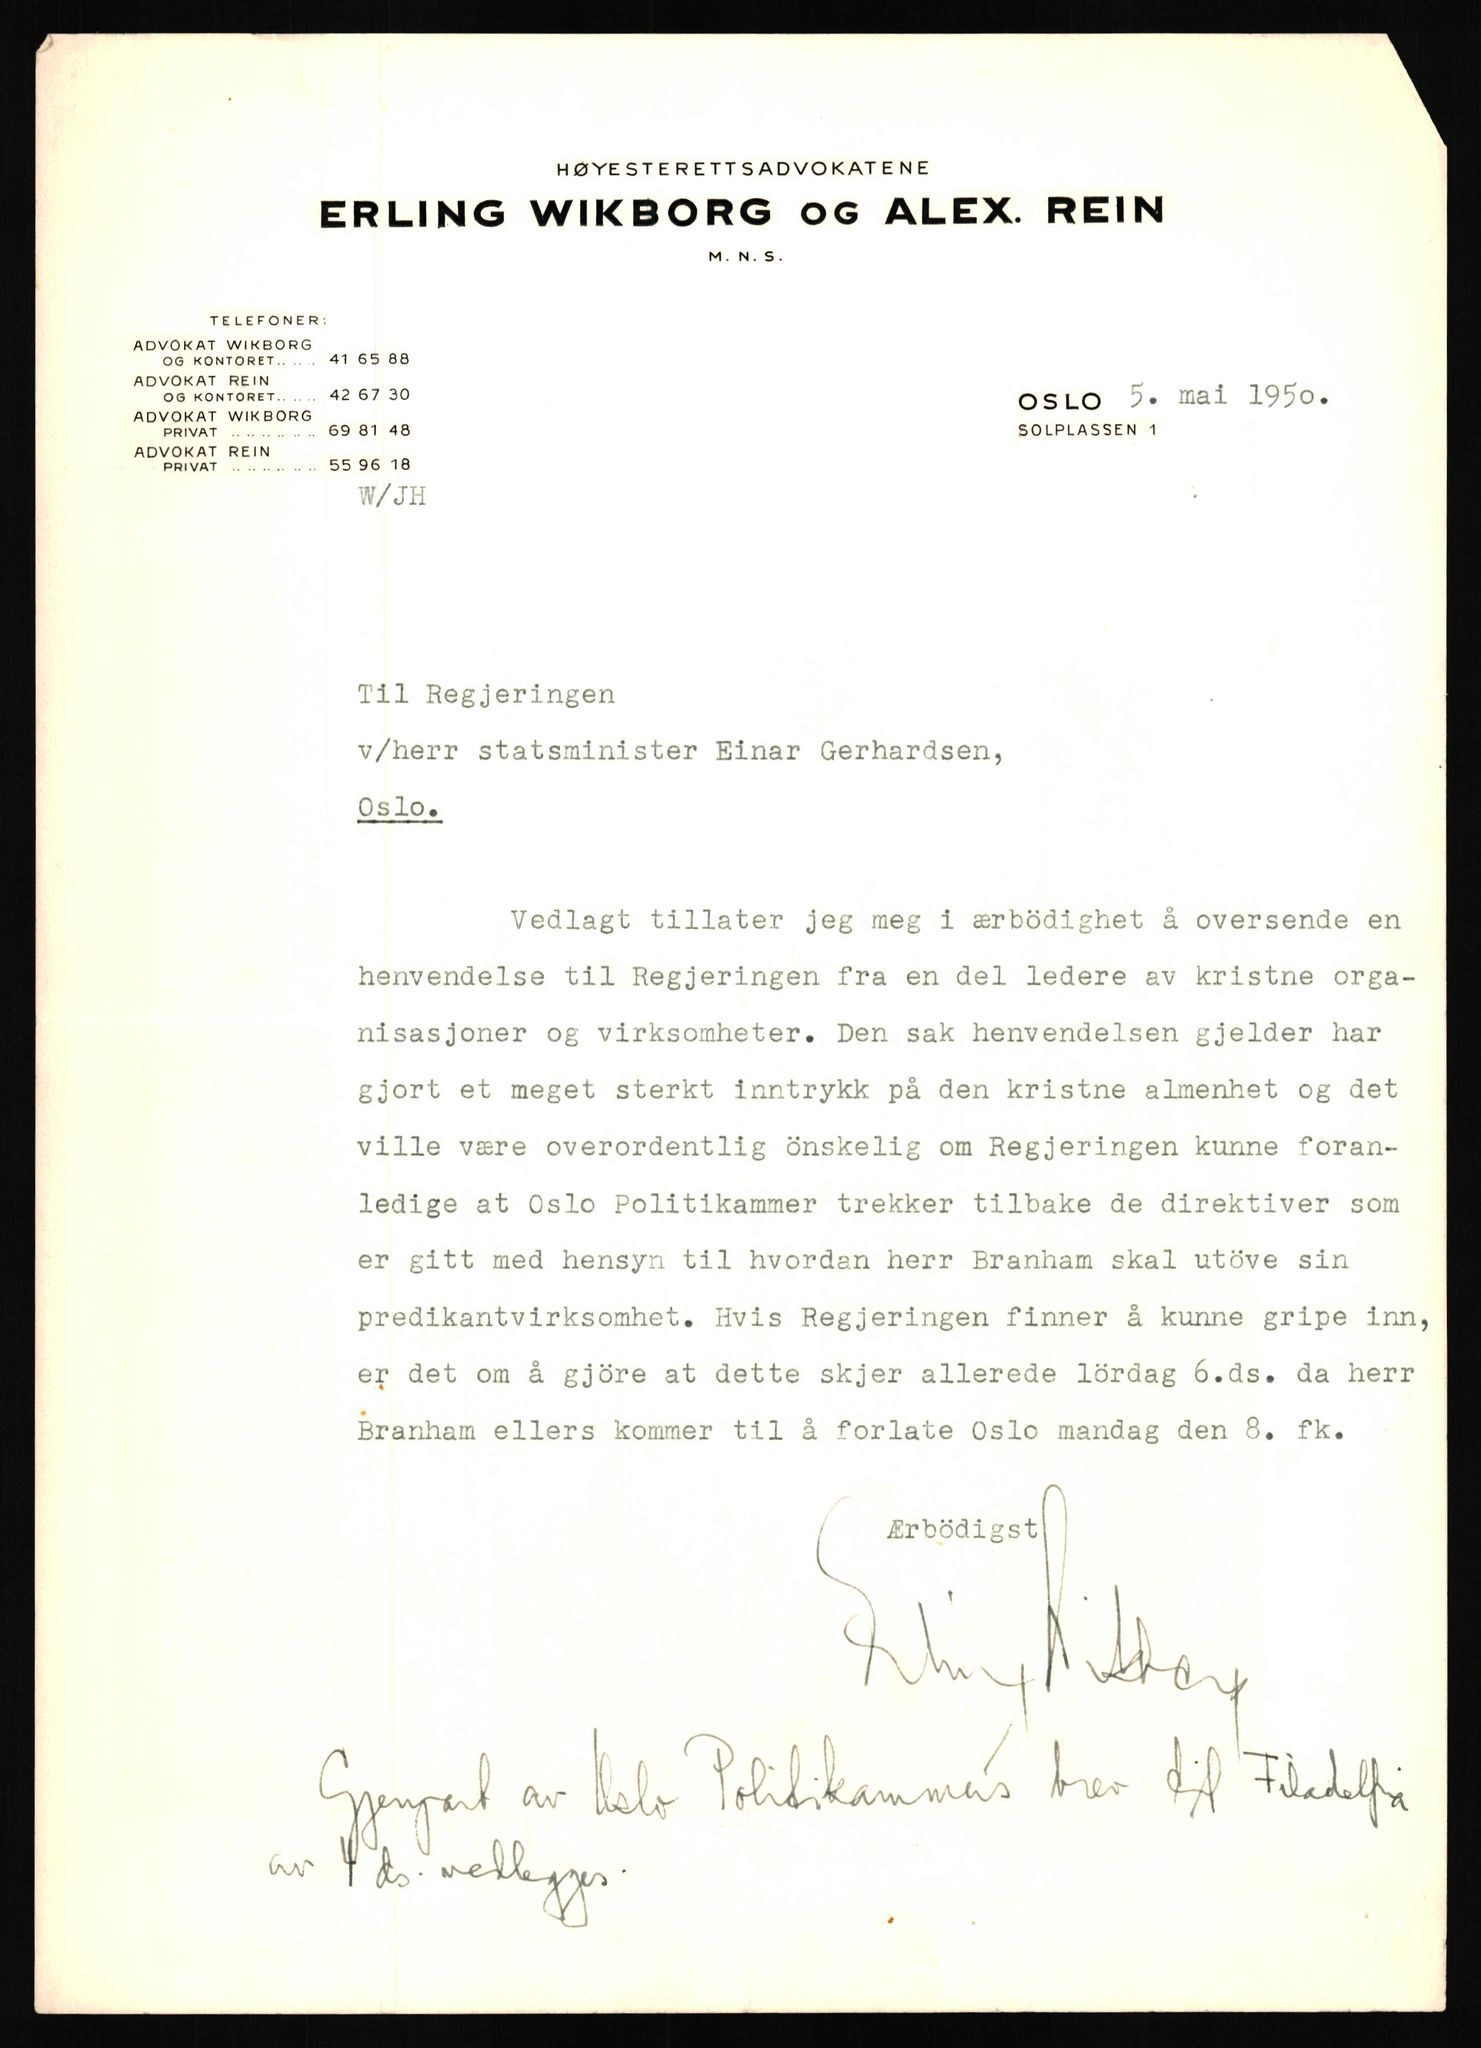 HØYESTERETTSADVOKATENE
ERLING WIKBORG OG ALEX. REIN
M. N. S.
TELEFONER:
ADVOKAT WIKBORG
OG KONTORET.. .. .. 41 65 88
ADVOKAT REIN
OG KONTORET.. .. .. 42 67 30
ADVOKAT WIKBORG
PRIVAT .. .. .. .. .. .. 69 81 48
ADVOKAT REIN
PRIVAT .. .. .. .. .. .. 55 96 18
OSLO 5. mai 1950.
SOLPLASSEN 1
W/JH
Til Regjeringen
v/herr statsminister Einar Gerhardsen,
Oslo.
Vedlagt tillater jeg meg i ærbödighet å oversende en
henvendelse til Regjeringen fra en del ledere av kristne orga-
nisasjoner og virksomheter. Den sak henvendelsen gjelder har
gjort et meget sterkt inntrykk på den kristne almenhet og det
ville være overordentlig önskelig om Regjeringen kunne foran-
ledige at Oslo Politikammer trekker tilbake de direktiver som
er gitt med hensyn til hvordan herr Branham skal utöve sin
predikantvirksomhet. Hvis Regjeringen finner å kunne gripe inn,
er det om å gjöre at dette skjer allerede lördag 6.ds. da herr
Branham ellers kommer til å forlate Oslo mandag den 8. fk.
Ærbödigst
Erling Wikborg
Gjenpart av Oslo Politikammers brev til Filadelfia
av 4 ds. vedlegges.